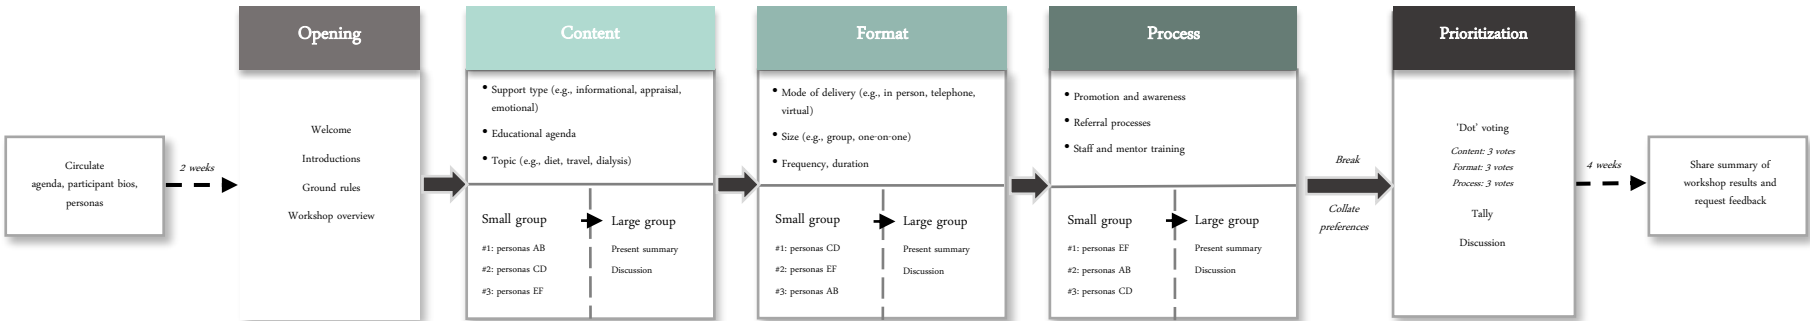 Circulate
agenda, participant bios,
personas
2 weeks
Opening
Welcome
Introductions
Ground rules
Workshop overview
Content
• Support type (e.g., informational, appraisal,
emotional)
• Educational agenda
• Topic (e.g., diet, travel, dialysis)
Small group
#1: personas AB
#2: personas CD
#3: personas EF
Large group
Present summary
Discussion
Format
• Mode of delivery (e.g., in person, telephone,
virtual)
• Size (e.g., group, one-on-one)
• Frequency, duration
Small group
#1: personas CD
#2: personas EF
#3: personas AB
Large group
Present summary
Discussion
Process
• Promotion and awareness
• Referral processes
• Staff and mentor training
Small group
#1: personas EF
#2: personas AB
#3: personas CD
Large group
Present summary
Discussion
Break
Collate
preferences
Prioritization
'Dot' voting
Content: 3 votes
Format: 3 votes
Process: 3 votes
Tally
Discussion
4 weeks
Share summary of
workshop results and
request feedback